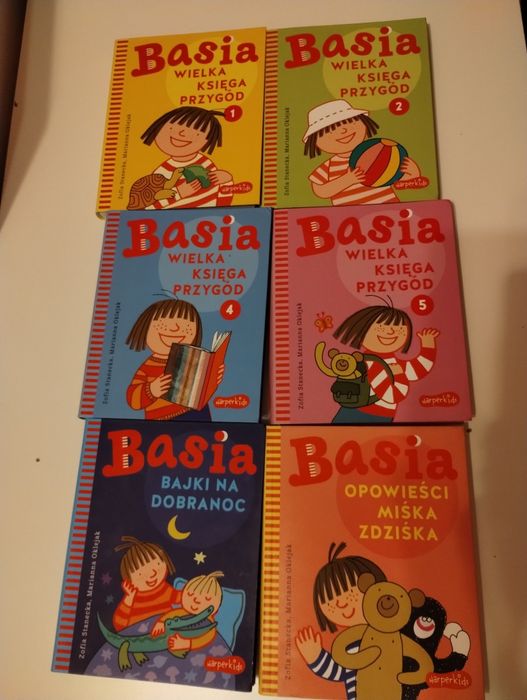 Basia
WIELKA
KSIĘGA
PRZYGÓD
1
Zofia Stanecka, Marianna Oklejak
Basia
WIELKA
KSIĘGA
PRZYGÓD
2
Zofia Stanecka, Marianna Oklejak
harperkids
Basia
WIELKA
KSIĘGA
PRZYGÓD
4
Zofia Stanecka, Marianna Oklejak
harperkids
Basia
WIELKA
KSIĘGA
PRZYGÓD
5
Zofia Stanecka, Marianna Oklejak
harperkids
Basia
BAJKI NA
DOBRANOC
Zofia Stanecka, Marianna Oklejak
harperkids
Basia
OPOWIEŚCI
MIŚKA
ZDZIŚKA
Zofia Stanecka, Marianna Oklejak
harperkids